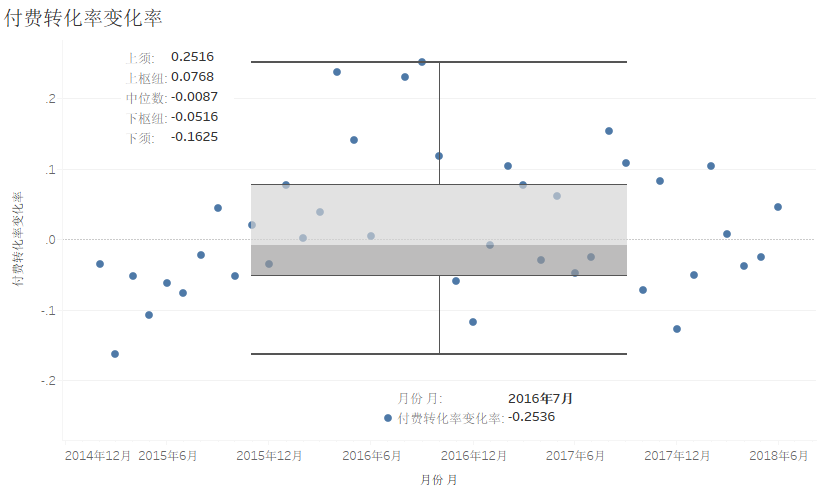 付费转化率变化率
上须: 0.2516
上枢纽: 0.0768
中位数: -0.0087
下枢纽: -0.0516
下须: -0.1625
.2
.1
.0
-.1
-.2
付费转化率变化率
月份 月: 2016年7月
付费转化率变化率: -0.2536
2014年12月 2015年6月 2015年12月 2016年6月 2016年12月 2017年6月 2017年12月 2018年6月
月份 月